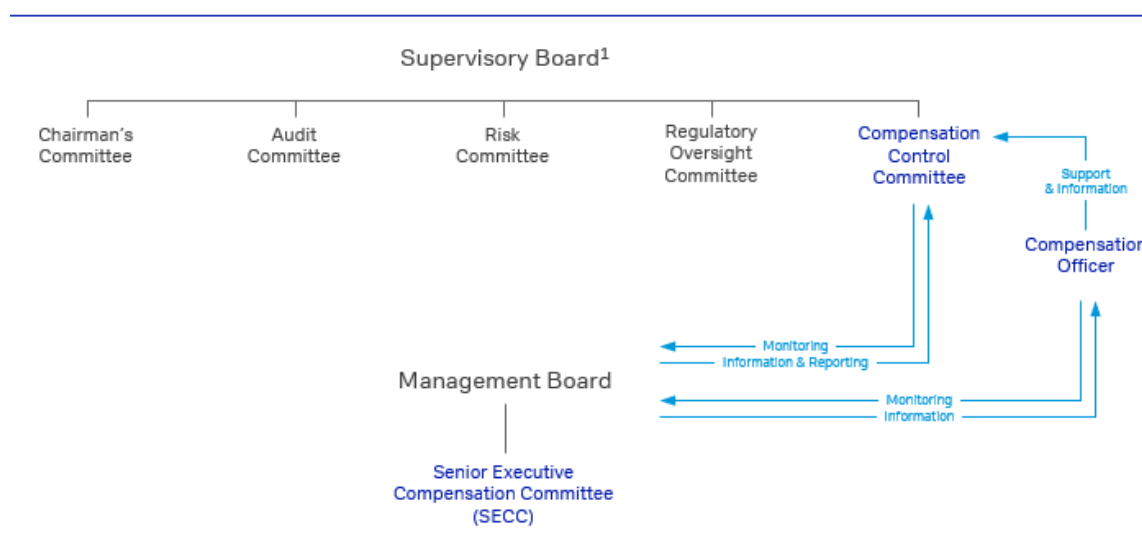 Supervisory Board¹
Chairman's
Committee
Audit
Committee
Risk
Committee
Regulatory
Oversight
Committee
Compensation
Control
Committee
Support
& Information
Compensation
Officer
Monitoring
Information & Reporting
Management Board
Monitoring
Information
Senior Executive
Compensation Committee
(SECC)